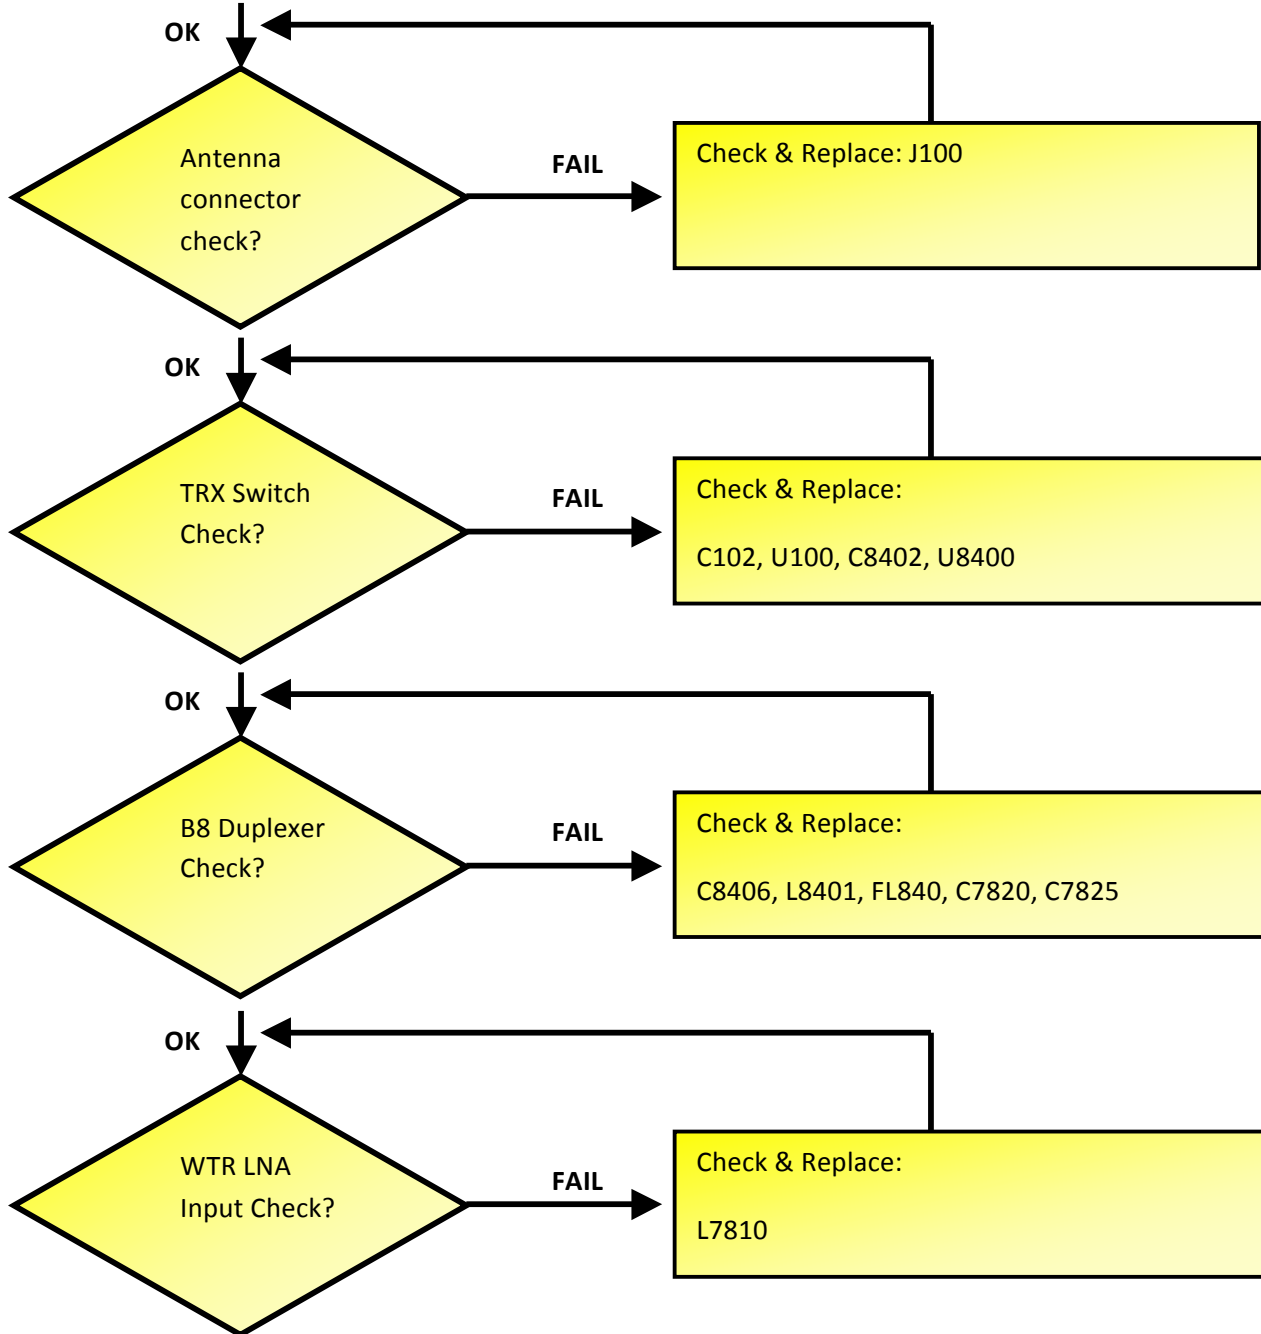 OK
Antenna
connector
check?
FAIL
Check & Replace: J100
OK
TRX Switch
Check?
FAIL
Check & Replace:
C102, U100, C8402, U8400
OK
B8 Duplexer
Check?
FAIL
Check & Replace:
C8406, L8401, FL840, C7820, C7825
OK
WTR LNA
Input Check?
FAIL
Check & Replace:
L7810